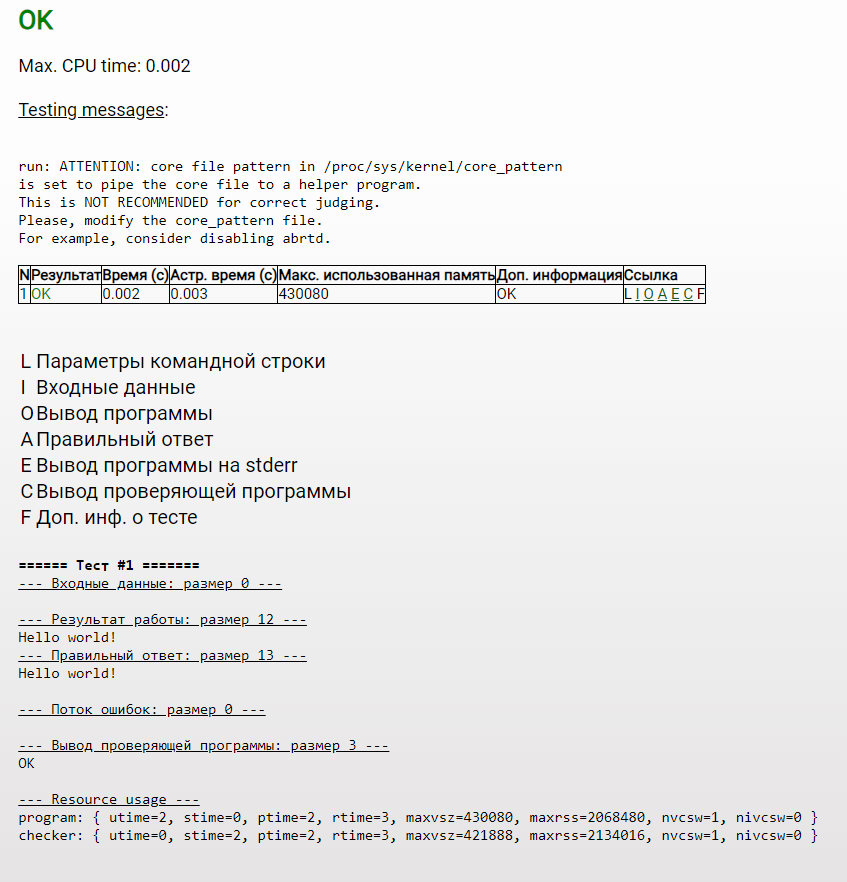 OK
Max. CPU time: 0.002
Testing messages:
run: ATTENTION: core file pattern in /proc/sys/kernel/core_pattern
is set to pipe the core file to a helper program.
This is NOT RECOMMENDED for correct judging.
Please, modify the core_pattern file.
For example, consider disabling abrtd.
N Результат Время (с) Астр. время (с) Макс. использованная память Доп. информация Ссылка
1 OK 0.002 0.003 430080 OK L I O A E C F
L Параметры командной строки
I Входные данные
O Вывод программы
A Правильный ответ
E Вывод программы на stderr
C Вывод проверяющей программы
F Доп. инф. о тесте
====== Тест #1 =======
--- Входные данные: размер 0 ---
--- Результат работы: размер 12 ---
Hello world!
--- Правильный ответ: размер 13 ---
Hello world!
--- Поток ошибок: размер 0 ---
--- Вывод проверяющей программы: размер 3 ---
OK
--- Resource usage ---
program: { utime=2, stime=0, ptime=2, rtime=3, maxvsz=430080, maxrss=2068480, nvcsw=1, nivcsw=0 }
checker: { utime=0, stime=2, ptime=2, rtime=3, maxvsz=421888, maxrss=2134016, nvcsw=1, nivcsw=0 }